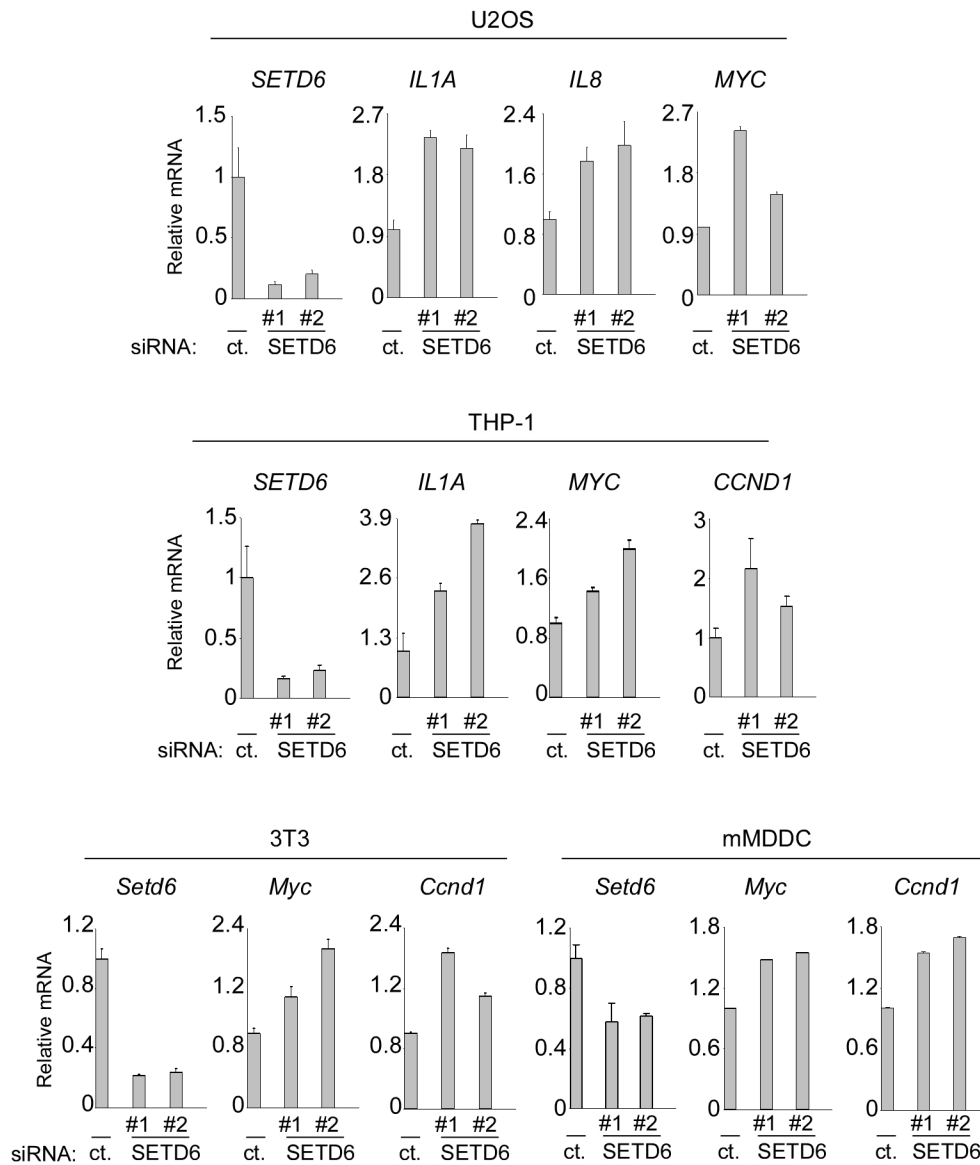 U2OS
SETD6 IL1A IL8 MYC
Relative mRNA
1.5 2.7 2.4 2.7
1 1.8 1.6 1.8
0.5 0.9 0.8 0.9
0 0 0 0
#1 #2 #1 #2 #1 #2 #1 #2
siRNA: ct. SETD6 ct. SETD6 ct. SETD6 ct. SETD6
THP-1
SETD6 IL1A MYC CCND1
Relative mRNA
1.5 3.9 2.4 3
1 2.6 1.6 2
0.5 1.3 0.8 1
0 0 0 0
#1 #2 #1 #2 #1 #2 #1 #2
siRNA: ct. SETD6 ct. SETD6 ct. SETD6 ct. SETD6
3T3 mMDDC
Setd6 Myc Ccnd1 Setd6 Myc Ccnd1
Relative mRNA
1.2 2.4 2.4 1.2 1.8 1.8
0.8 1.2 1.2 0.8 1.2 1.2
0.4 0.8 0.8 0.4 0.6 0.6
0 0 0 0 0 0
#1 #2 #1 #2 #1 #2 #1 #2 #1 #2 #1 #2
siRNA: ct. SETD6 ct. SETD6 ct. SETD6 ct. SETD6 ct. SETD6 ct. SETD6